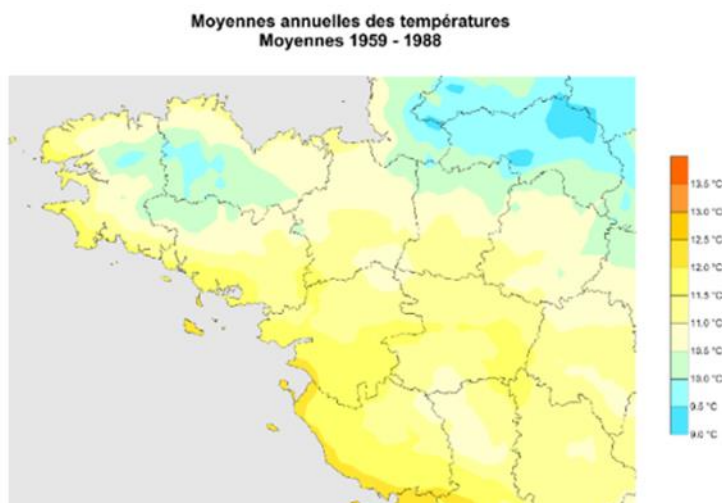 Moyennes annuelles des températures
Moyennes 1959 - 1988
13.5 °C
13.0 °C
12.5 °C
12.0 °C
11.5 °C
11.0 °C
10.5 °C
10.0 °C
9.5 °C
9.0 °C